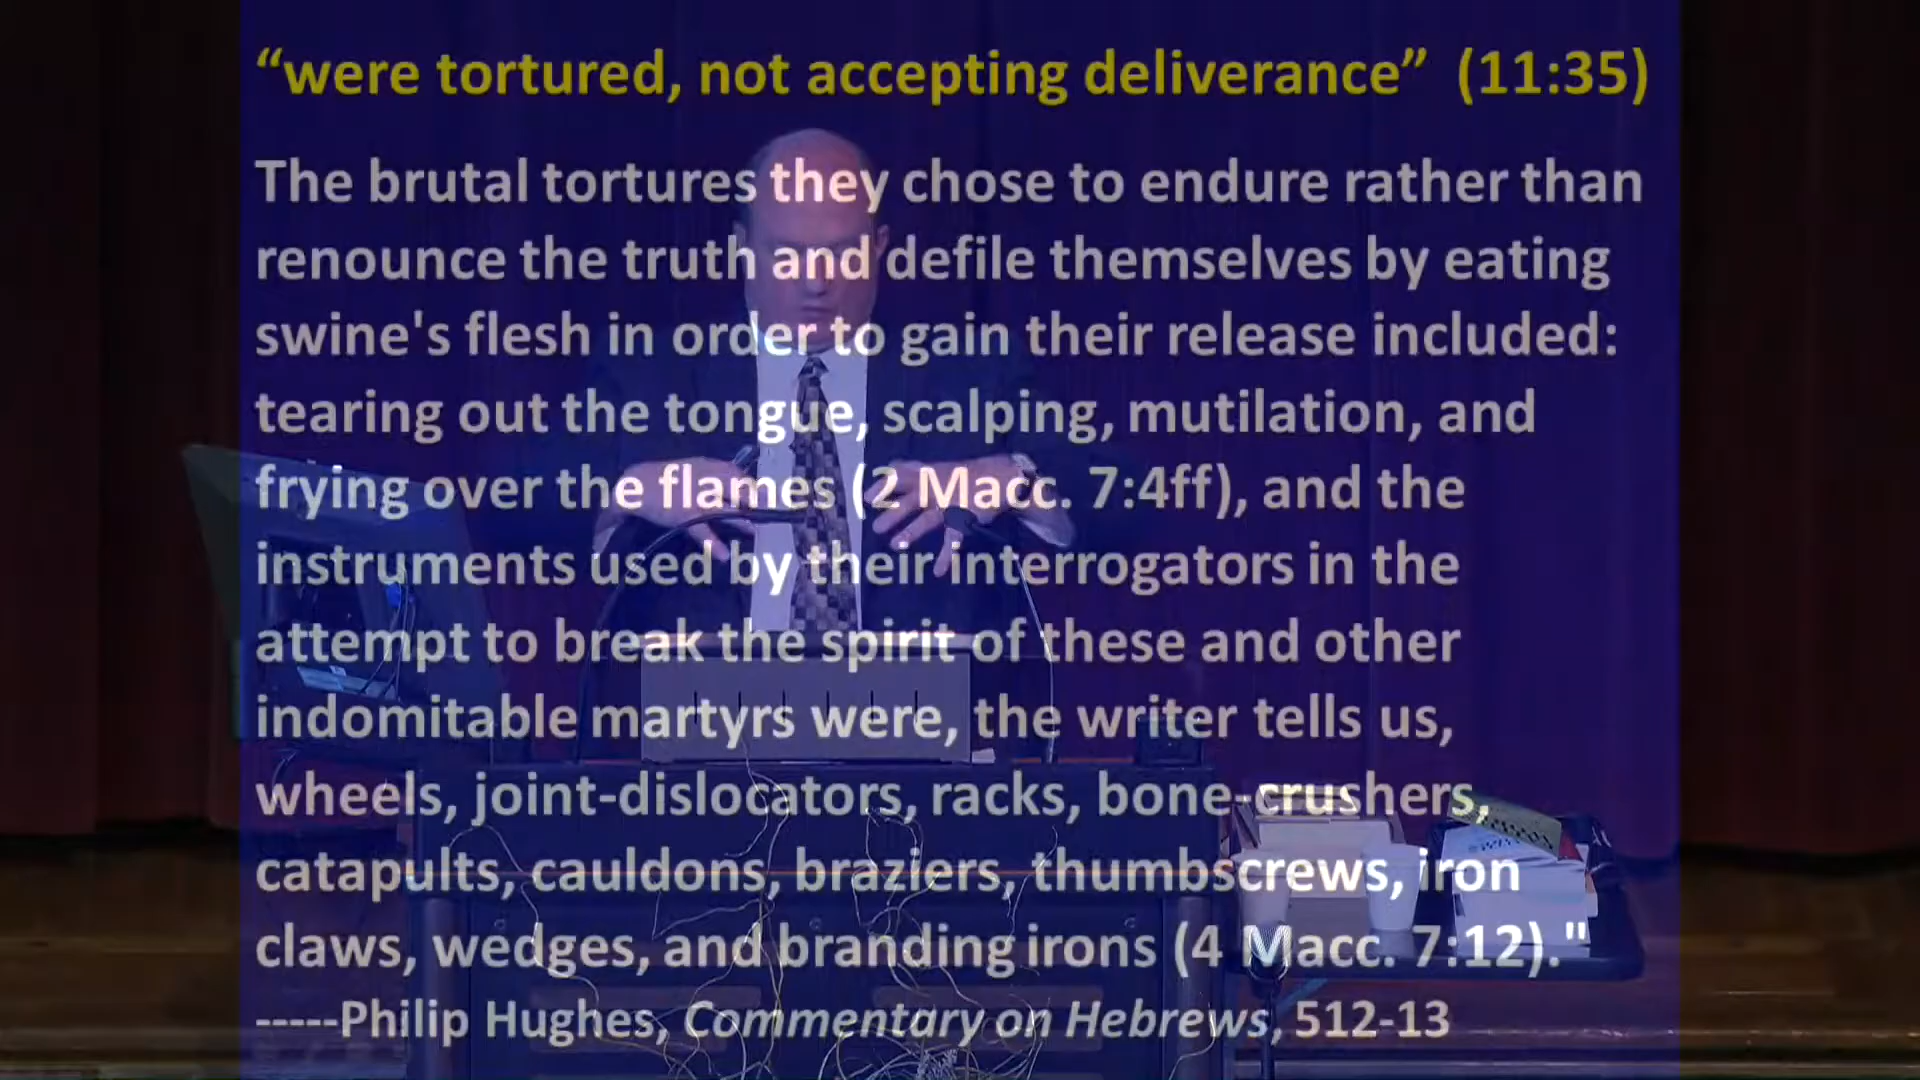 “were tortured, not accepting deliverance” (11:35)
The brutal tortures they chose to endure rather than
renounce the truth and defile themselves by eating
swine's flesh in order to gain their release included:
tearing out the tongue, scalping, mutilation, and
frying over the flames (2 Macc. 7:4ff), and the
instruments used by their interrogators in the
attempt to break the spirit of these and other
indomitable martyrs were, the writer tells us,
wheels, joint-dislocators, racks, bone-crushers,
catapults, cauldons, braziers, thumbscrews, iron
claws, wedges, and branding irons (4 Macc. 7:12)."
-----Philip Hughes, Commentary on Hebrews, 512-13